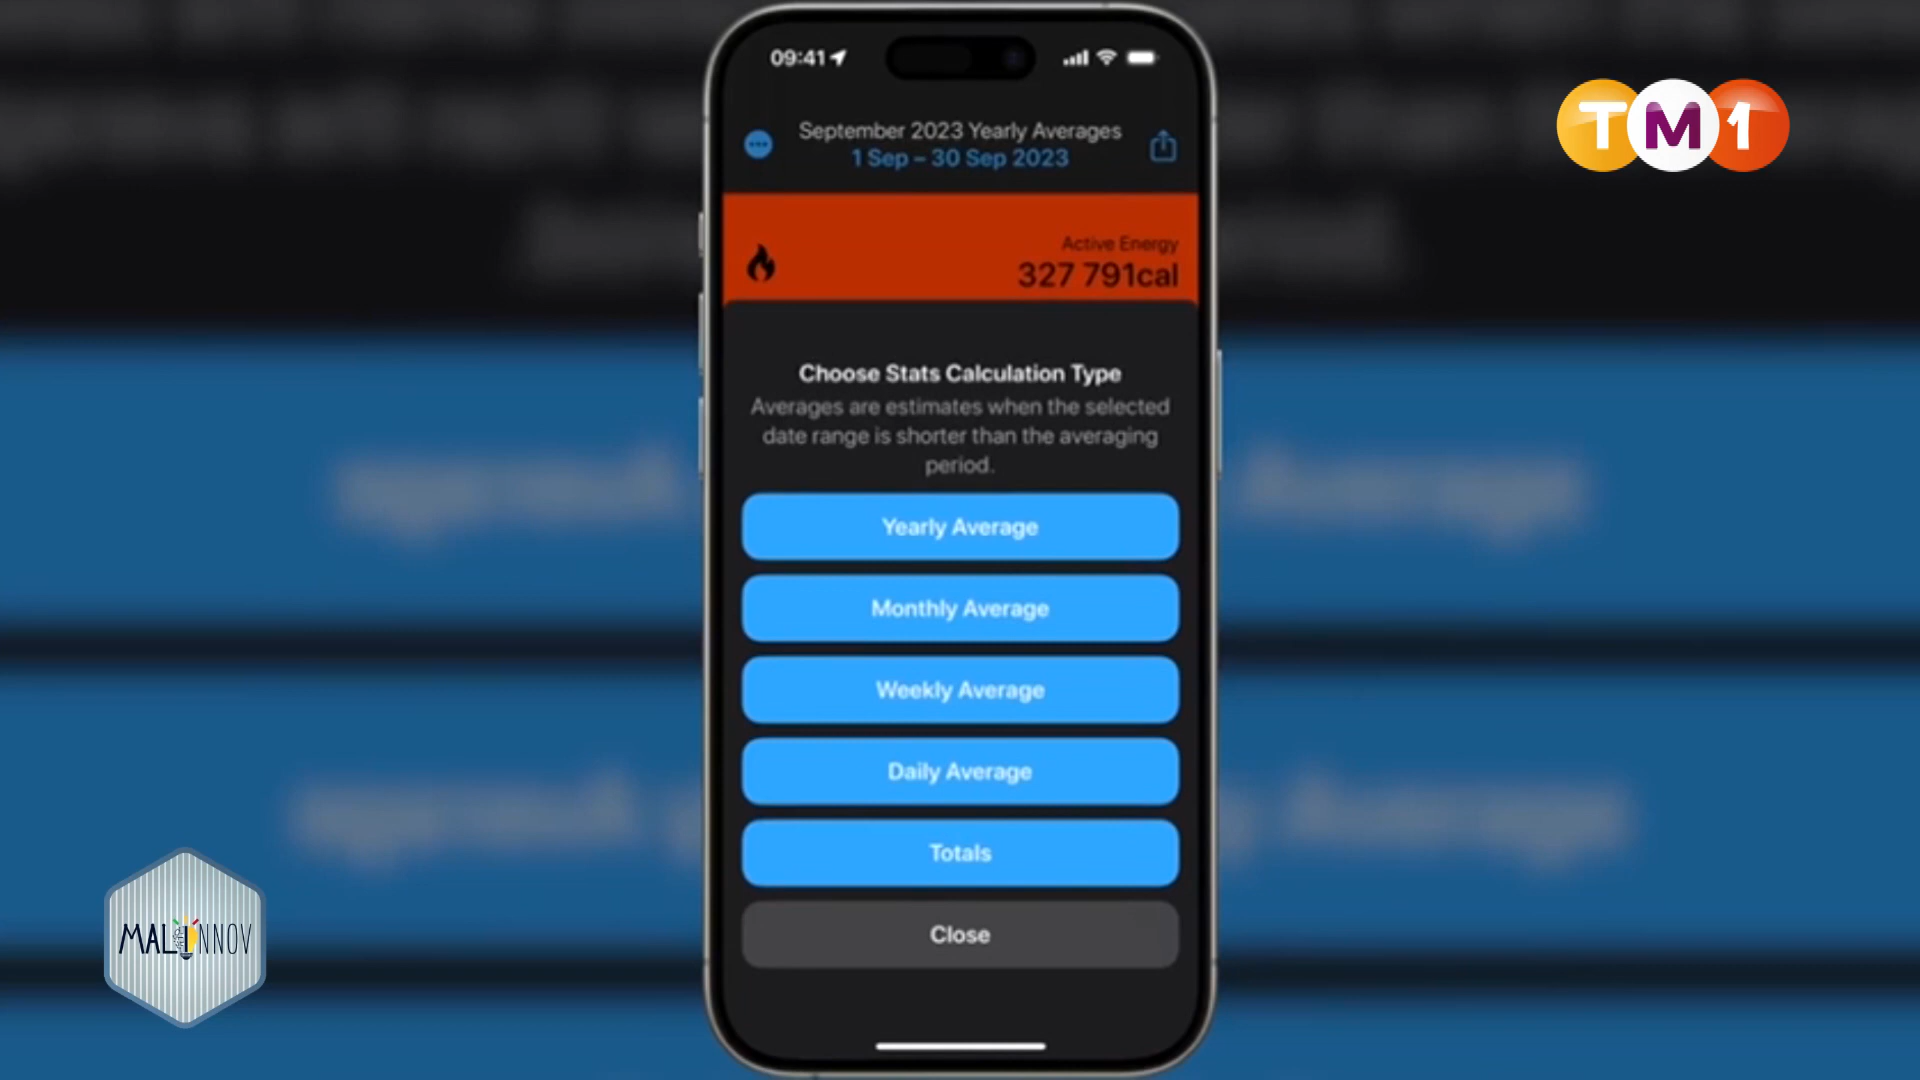 09:41
TM1
September 2023 Yearly Averages
1 Sep – 30 Sep 2023
Active Energy
327 791cal
Choose Stats Calculation Type
Averages are estimates when the selected
date range is shorter than the averaging
period.
Yearly Average
Monthly Average
Weekly Average
Daily Average
Totals
Close
MALINNOV